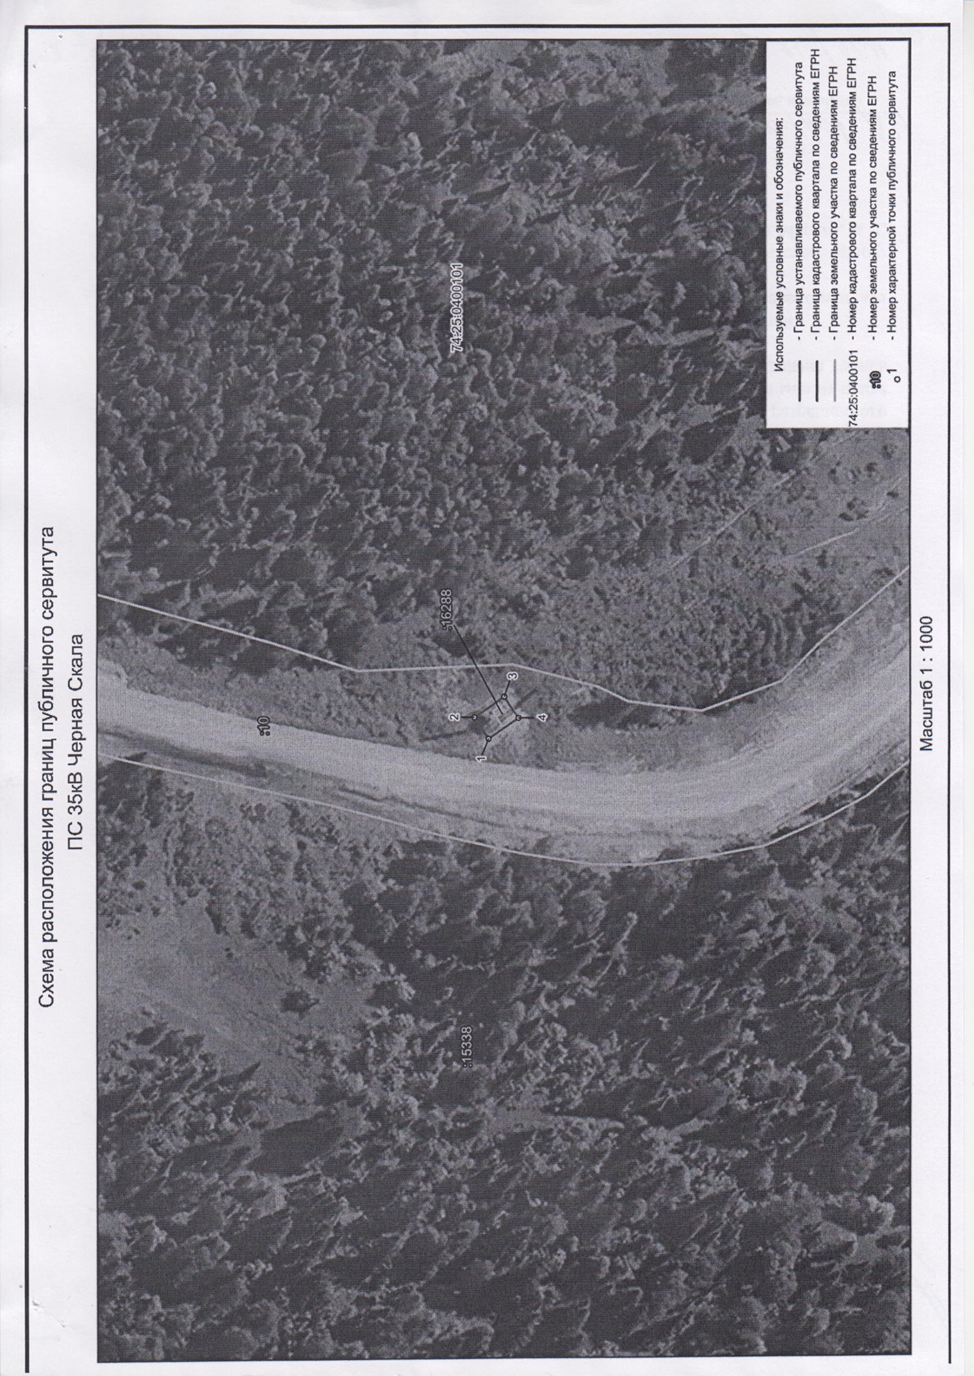 Схема расположения границ публичного сервитута
ПС 35кВ Черная Скала
:10
74:25:0400101
:16288
1
2
3
4
:15338
Используемые условные знаки и обозначения:
- Граница устанавливаемого публичного сервитута
- Граница кадастрового квартала по сведениям ЕГРН
- Граница земельного участка по сведениям ЕГРН
74:25:0400101 - Номер кадастрового квартала по сведениям ЕГРН
:10 - Номер земельного участка по сведениям ЕГРН
1 - Номер характерной точки публичного сервитута
Масштаб 1 : 1000